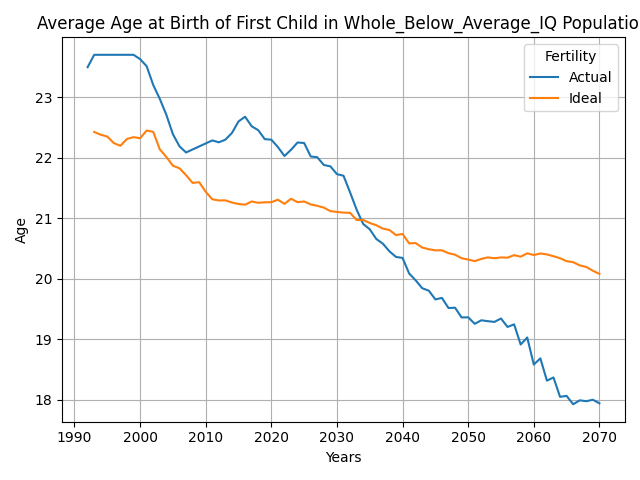 Average Age at Birth of First Child in Whole_Below_Average_IQ Populatio
Fertility
Actual
Ideal
Age
23
22
21
20
19
18
1990 2000 2010 2020 2030 2040 2050 2060 2070
Years